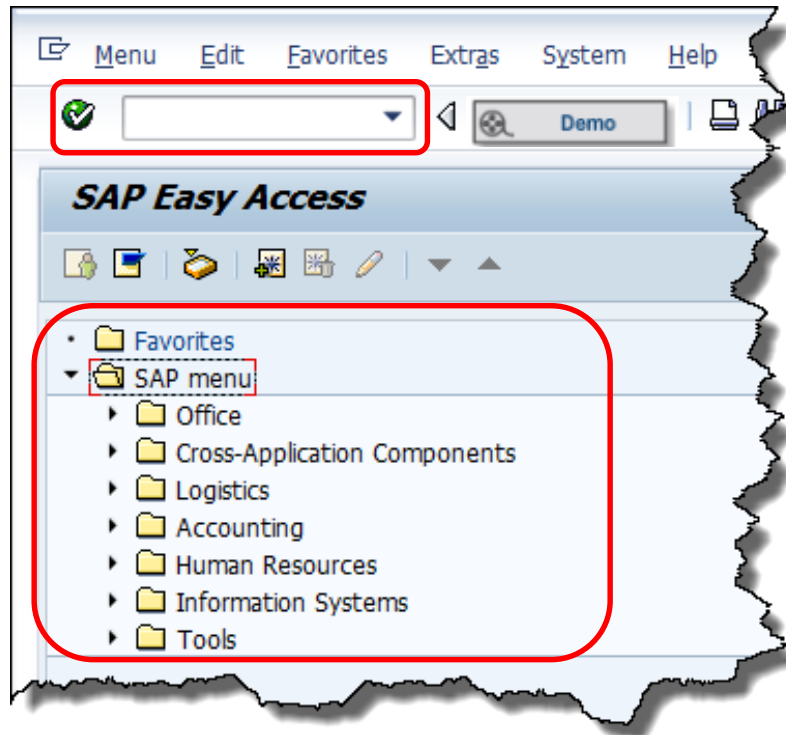 Menu Edit Favorites Extras System Help
Demo
SAP Easy Access
Favorites
SAP menu
Office
Cross-Application Components
Logistics
Accounting
Human Resources
Information Systems
Tools